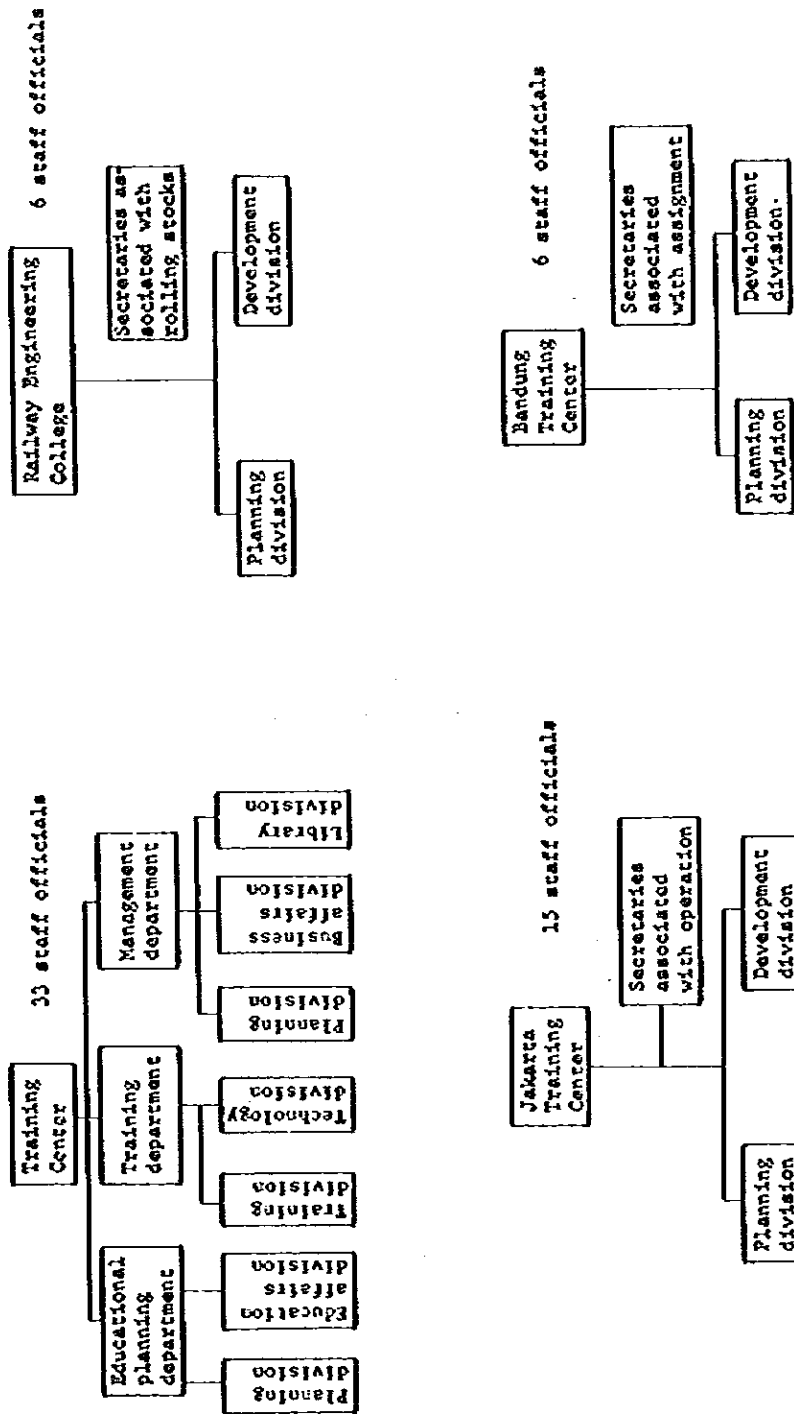 Training
Center
33 staff officials
Educational
planning
department
Training
department
Management
department
Planning
division
Education
affairs
division
Training
division
Technology
division
Planning
division
Business
affairs
division
Library
division
Railway Engineering
College
6 staff officials
Secretaries as-
sociated with
rolling stocks
Planning
division
Development
division
Jakarta
Training
Center
15 staff officials
Secretaries
associated
with operation
Planning
division
Development
division
Bandung
Training
Center
6 staff officials
Secretaries
associated
with assignment
Planning
division
Development
division.